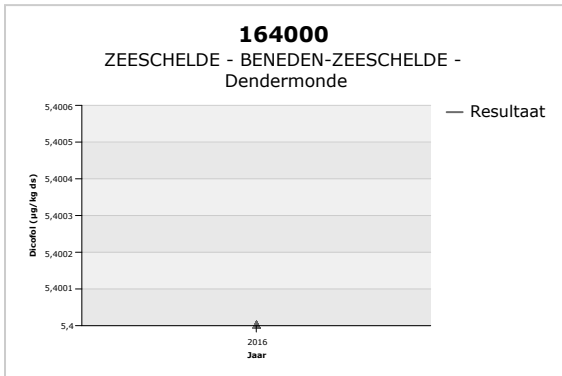 164000
ZEESCHELDE - BENEDEN-ZEESCHELDE -
Dendermonde
Resultaat
5,4006
5,4005
5,4004
5,4003
5,4002
5,4001
5,4
Dicofol (µg/kg ds)
2016
Jaar